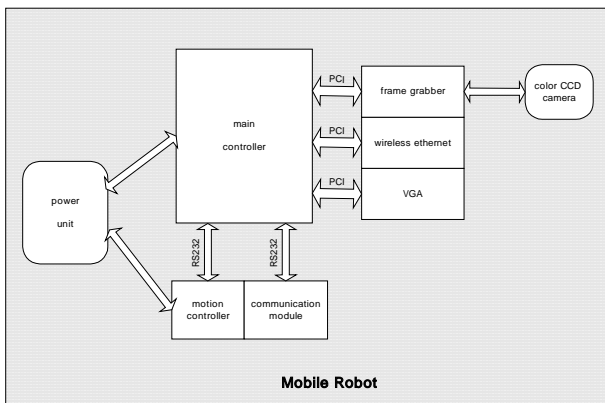 PCI
frame grabber
color CCD
camera
main
controller
PCI
wireless ethernet
PCI
VGA
power
unit
RS232
RS232
motion
controller
communication
module
Mobile Robot